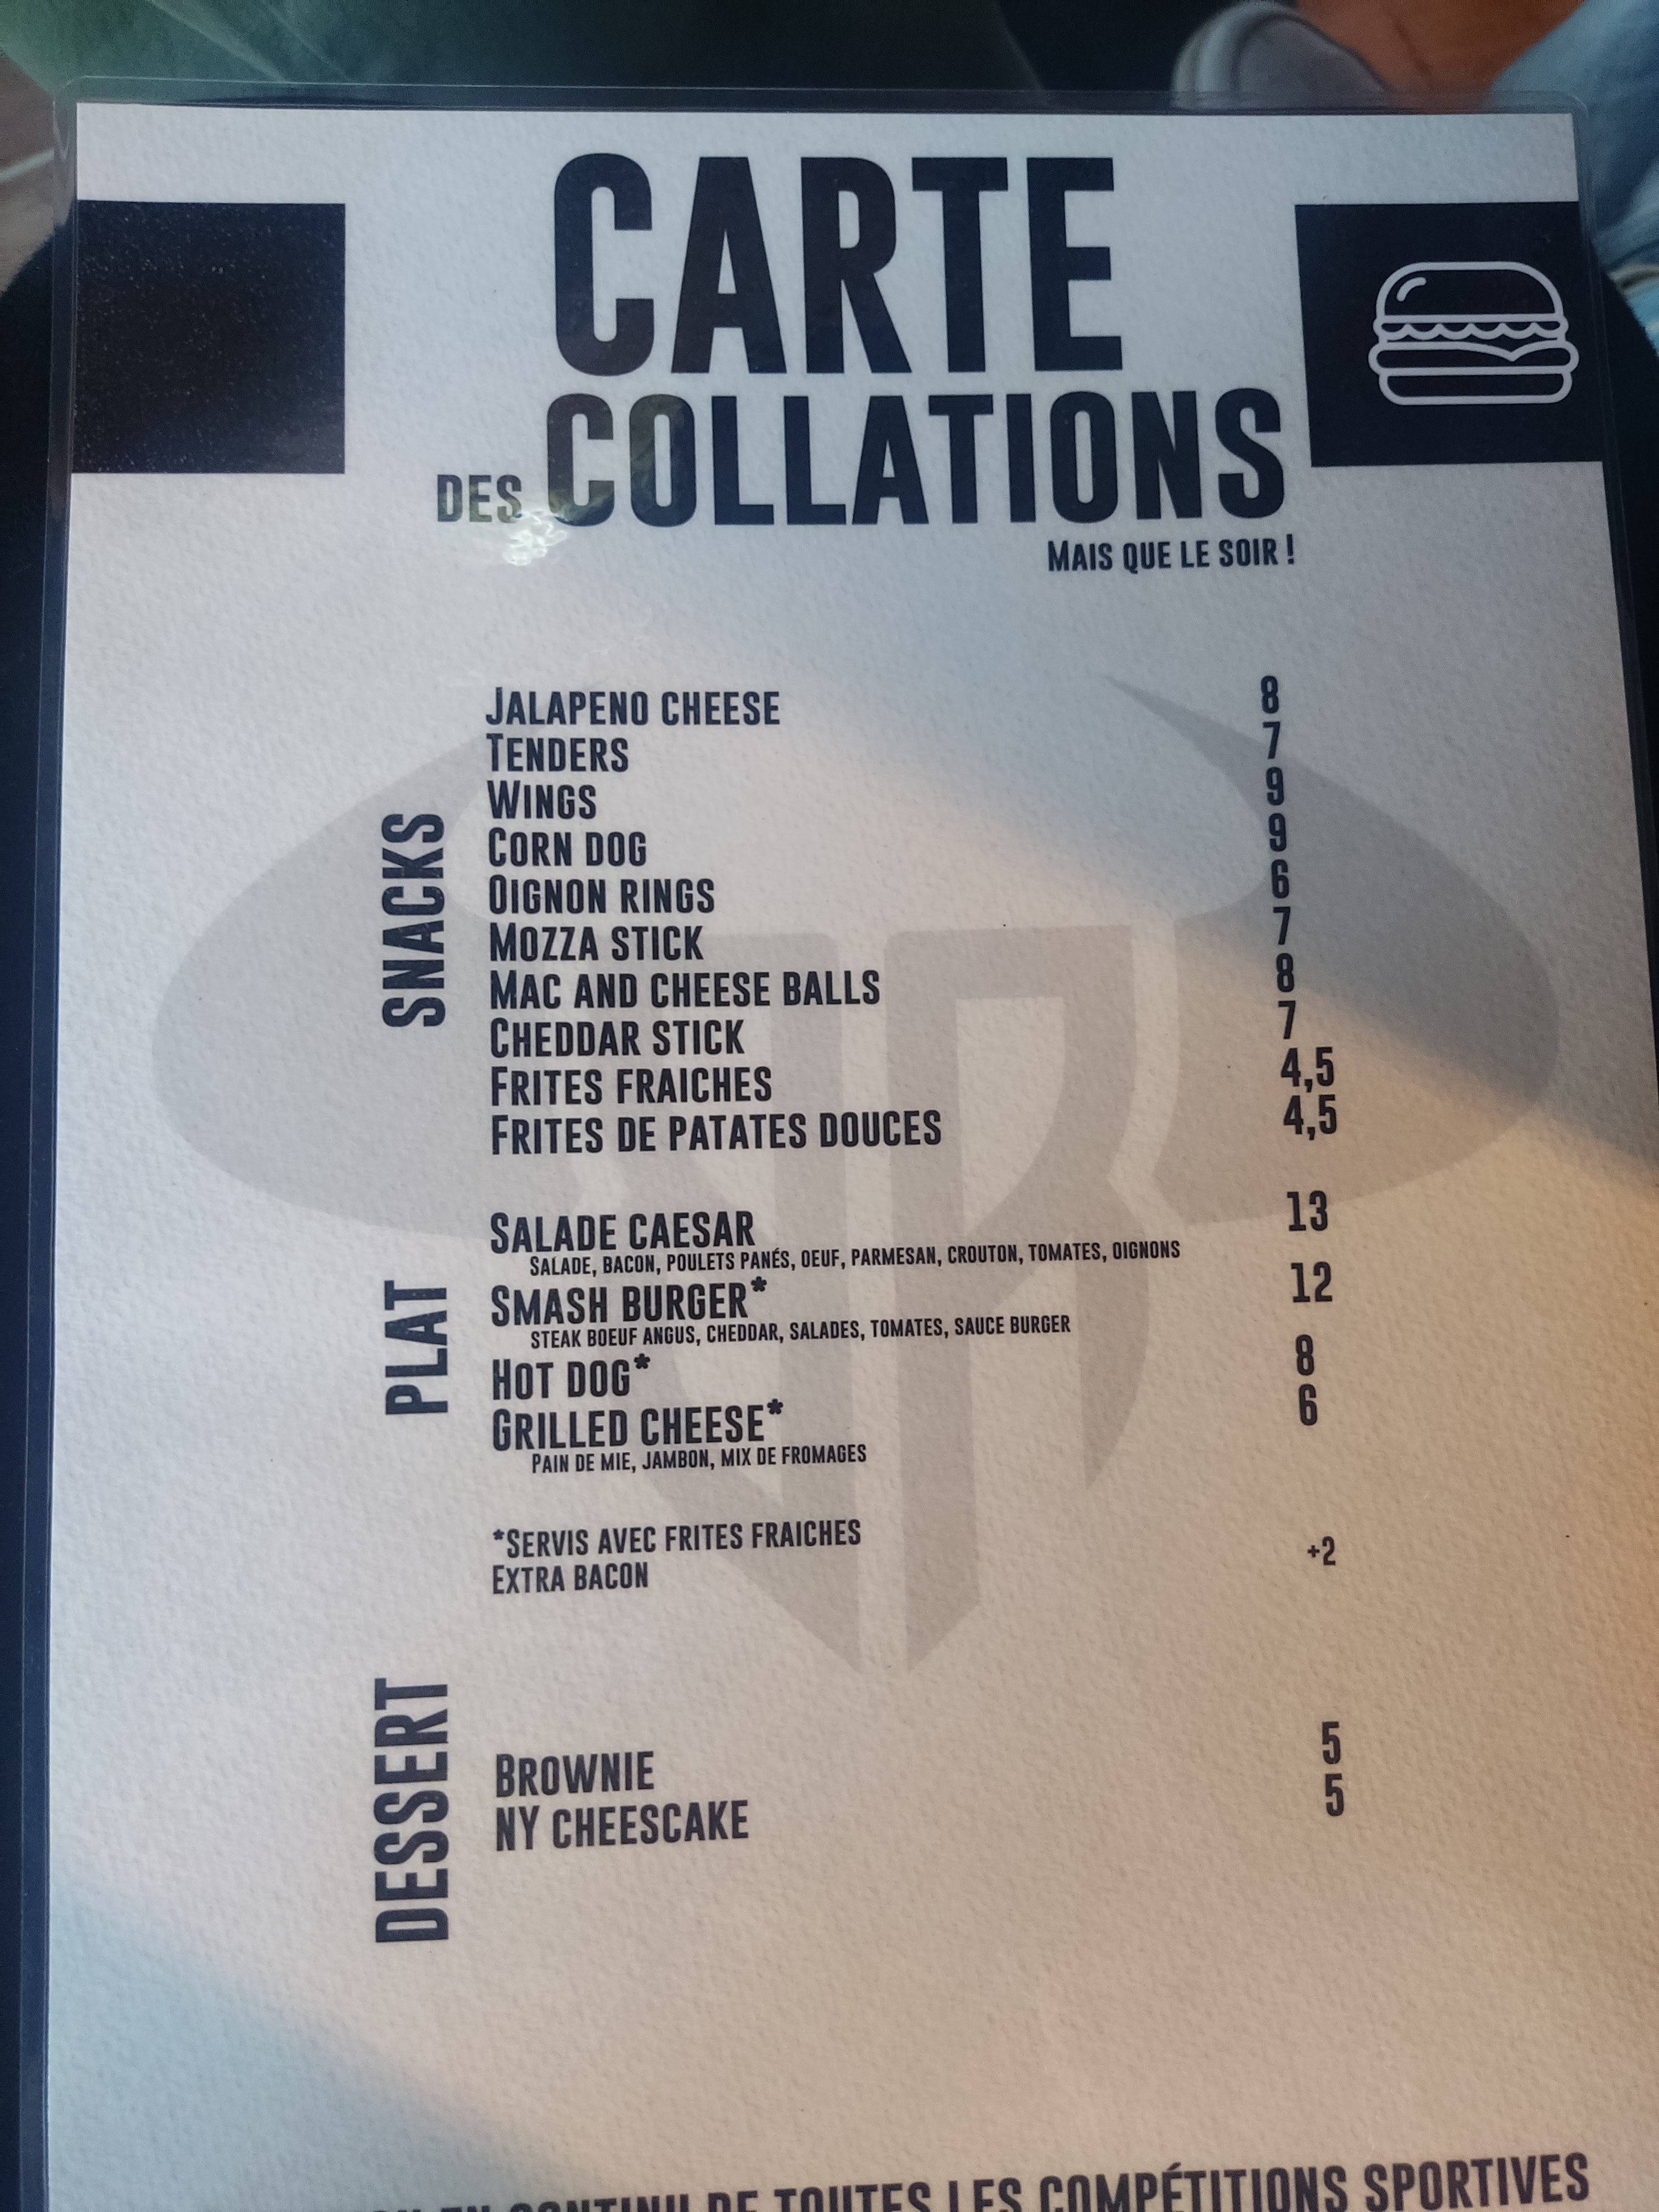 CARTE
DES COLLATIONS
MAIS QUE LE SOIR !
SNACKS
JALAPENO CHEESE 8
TENDERS 7
WINGS 9
CORN DOG 9
OIGNON RINGS 6
MOZZA STICK 7
MAC AND CHEESE BALLS 8
CHEDDAR STICK 7
FRITES FRAICHES 4,5
FRITES DE PATATES DOUCES 4,5
PLAT
SALADE CAESAR 13
SALADE, BACON, POULETS PANÉS, OEUF, PARMESAN, CROUTON, TOMATES, OIGNONS
SMASH BURGER* 12
STEAK BOEUF ANGUS, CHEDDAR, SALADES, TOMATES, SAUCE BURGER
HOT DOG* 8
GRILLED CHEESE* 6
PAIN DE MIE, JAMBON, MIX DE FROMAGES
*SERVIS AVEC FRITES FRAICHES
EXTRA BACON +2
DESSERT
BROWNIE 5
NY CHEESCAKE 5
EN CONTINU DE TOUTES LES COMPÉTITIONS SPORTIVES